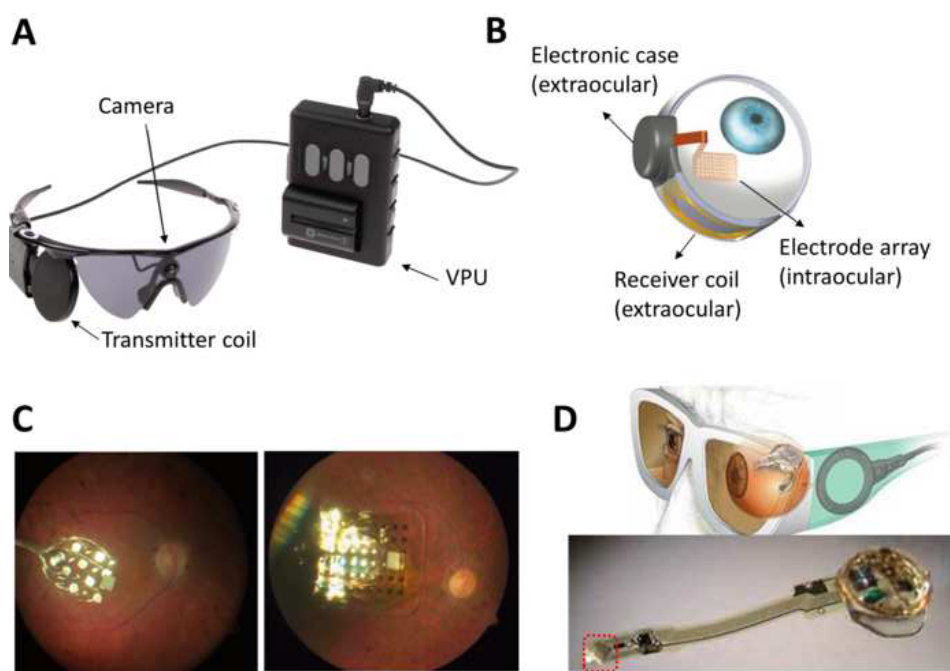 A
Camera
VPU
Transmitter coil
B
Electronic case
(extraocular)
Electrode array
(intraocular)
Receiver coil
(extraocular)
C
D